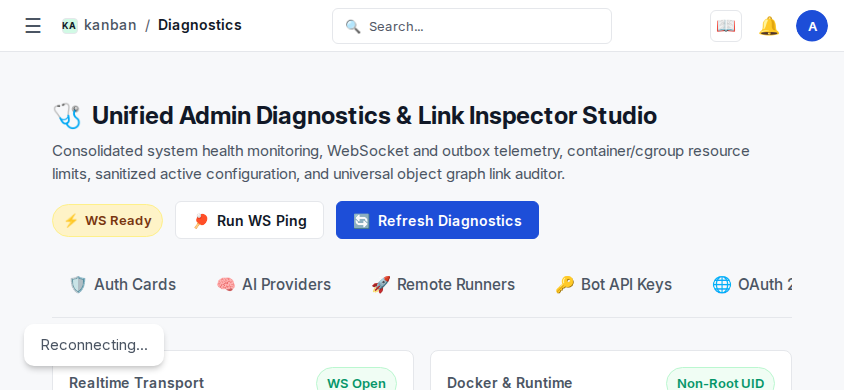 KA kanban / Diagnostics
Search...
A
Unified Admin Diagnostics & Link Inspector Studio
Consolidated system health monitoring, WebSocket and outbox telemetry, container/cgroup resource
limits, sanitized active configuration, and universal object graph link auditor.
WS Ready
Run WS Ping
Refresh Diagnostics
Auth Cards
AI Providers
Remote Runners
Bot API Keys
OAuth 2
Reconnecting...
Realtime Transport
WS Open
Docker & Runtime
Non-Root UID